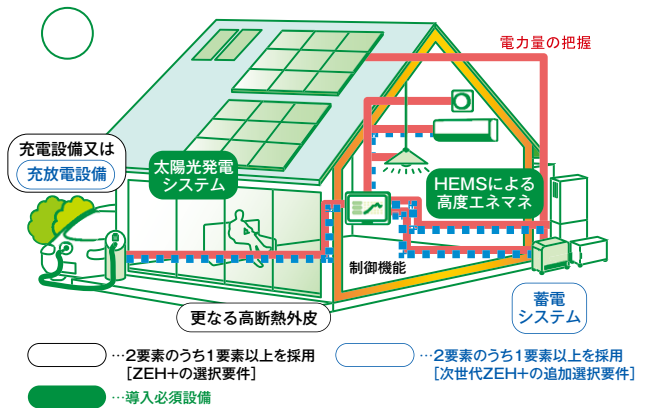 電力量の把握
充電設備又は
充放電設備
太陽光発電
システム
HEMSによる
高度エネマネ
制御機能
更なる高断熱外皮
蓄電
システム
…2要素のうち1要素以上を採用
［ZEH+の選択要件］
…2要素のうち1要素以上を採用
［次世代ZEH+の追加選択要件］
…導入必須設備